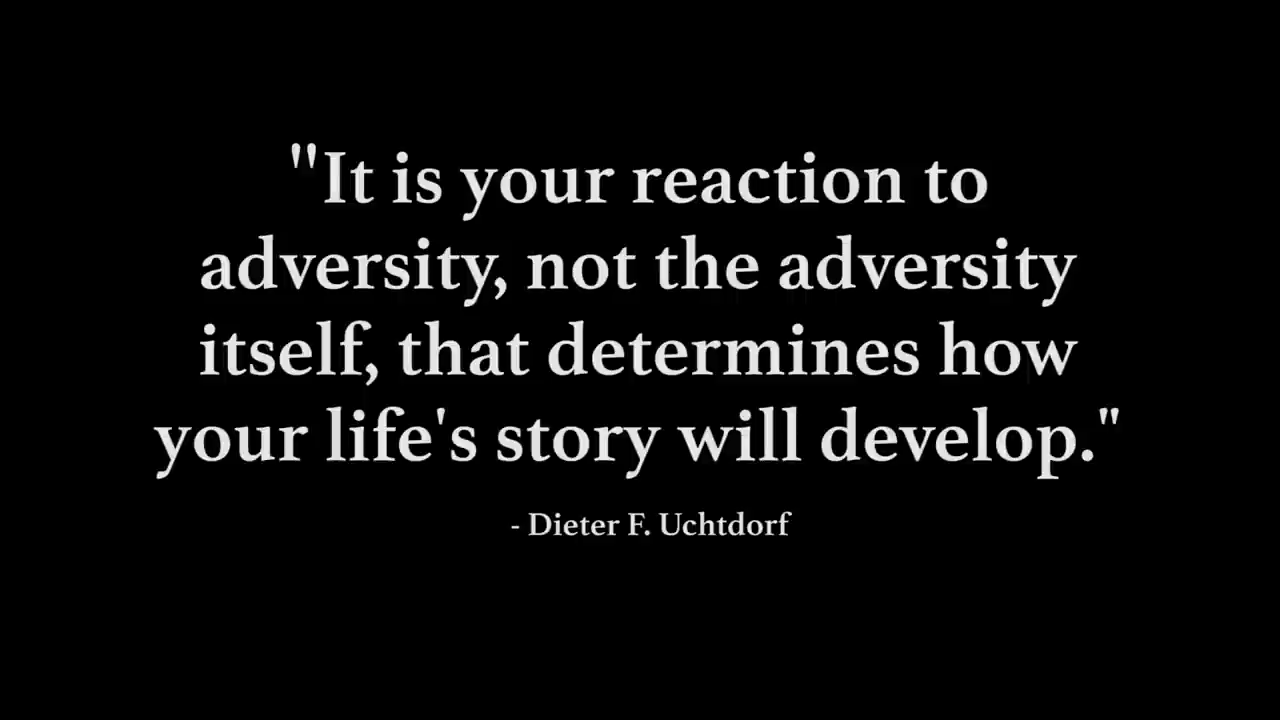 "It is your reaction to
adversity, not the adversity
itself, that determines how
your life's story will develop."
- Dieter F. Uchtdorf